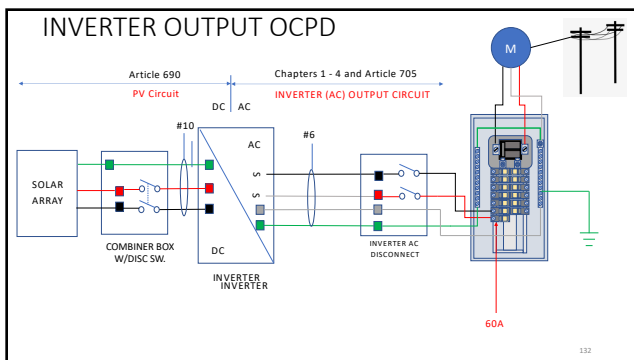 INVERTER OUTPUT OCPD
Article 690
Chapters 1 - 4 and Article 705
PV Circuit
INVERTER (AC) OUTPUT CIRCUIT
DC
AC
M
#10
#6
AC
SOLAR
ARRAY
S
S
DC
COMBINER BOX
W/DISC SW.
INVERTER AC
DISCONNECT
INVERTER
INVERTER
60A
132